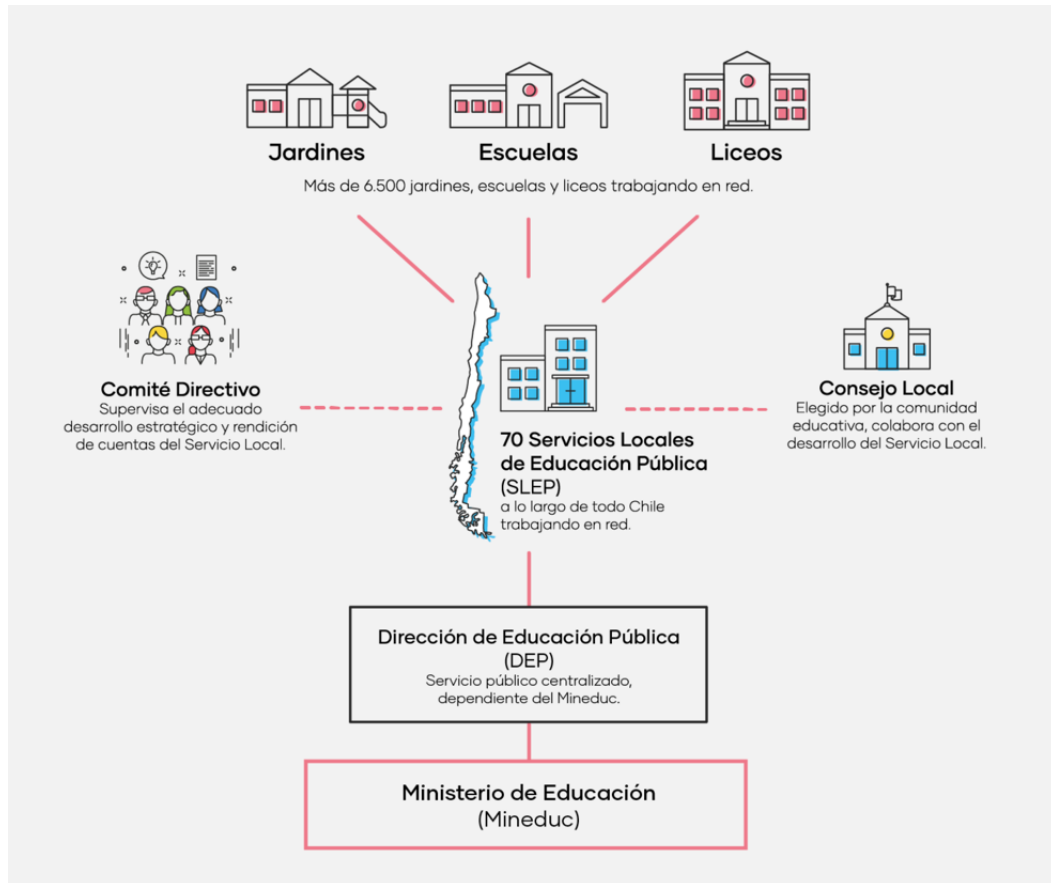 Jardines
Escuelas
Liceos
Más de 6.500 jardines, escuelas y liceos trabajando en red.
Comité Directivo
Supervisa el adecuado
desarrollo estratégico y rendición
de cuentas del Servicio Local.
70 Servicios Locales
de Educación Pública
(SLEP)
a lo largo de todo Chile
trabajando en red.
Consejo Local
Elegido por la comunidad
educativa, colabora con el
desarrollo del Servicio Local.
Dirección de Educación Pública
(DEP)
Servicio público centralizado,
dependiente del Mineduc.
Ministerio de Educación
(Mineduc)